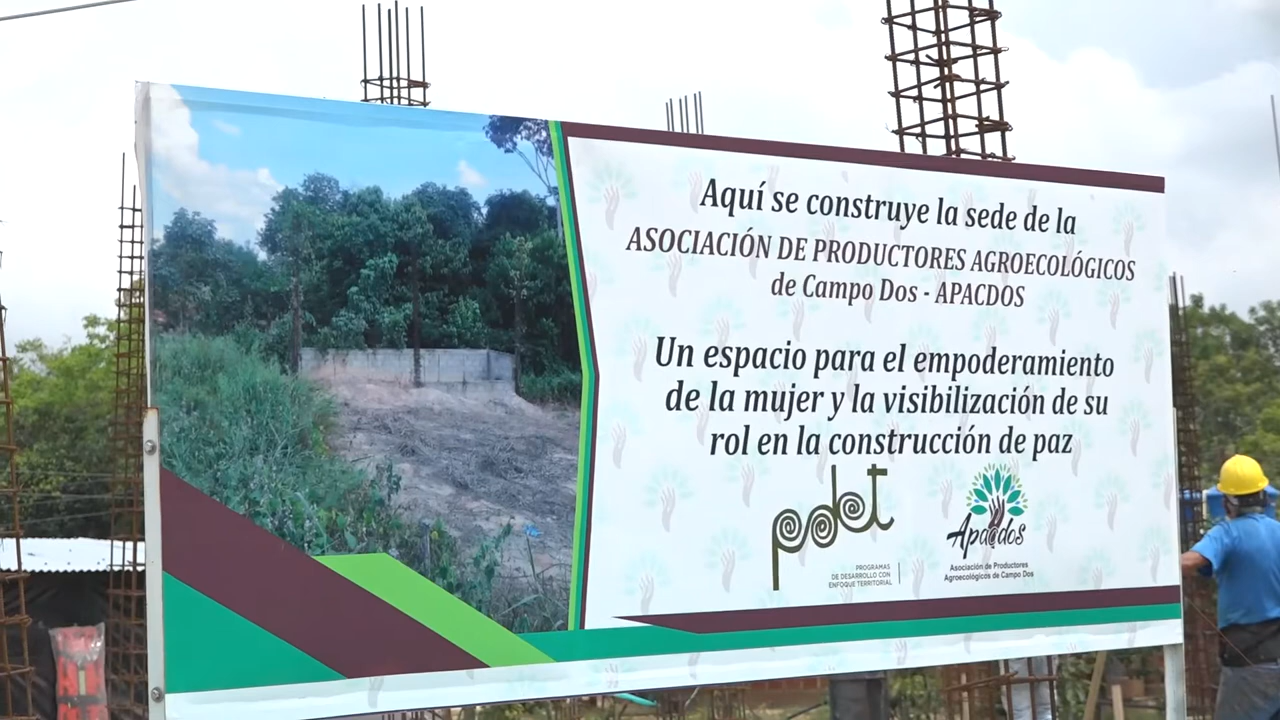 Aquí se construye la sede de la
ASOCIACIÓN DE PRODUCTORES AGROECOLÓGICOS
de Campo Dos - APACDOS
Un espacio para el empoderamiento
de la mujer y la visibilización de su
rol en la construcción de paz
pdet
PROGRAMAS
DE DESARROLLO CON
ENFOQUE TERRITORIAL
Apacdos
Asociación de Productores
Agroecológicos de Campo Dos